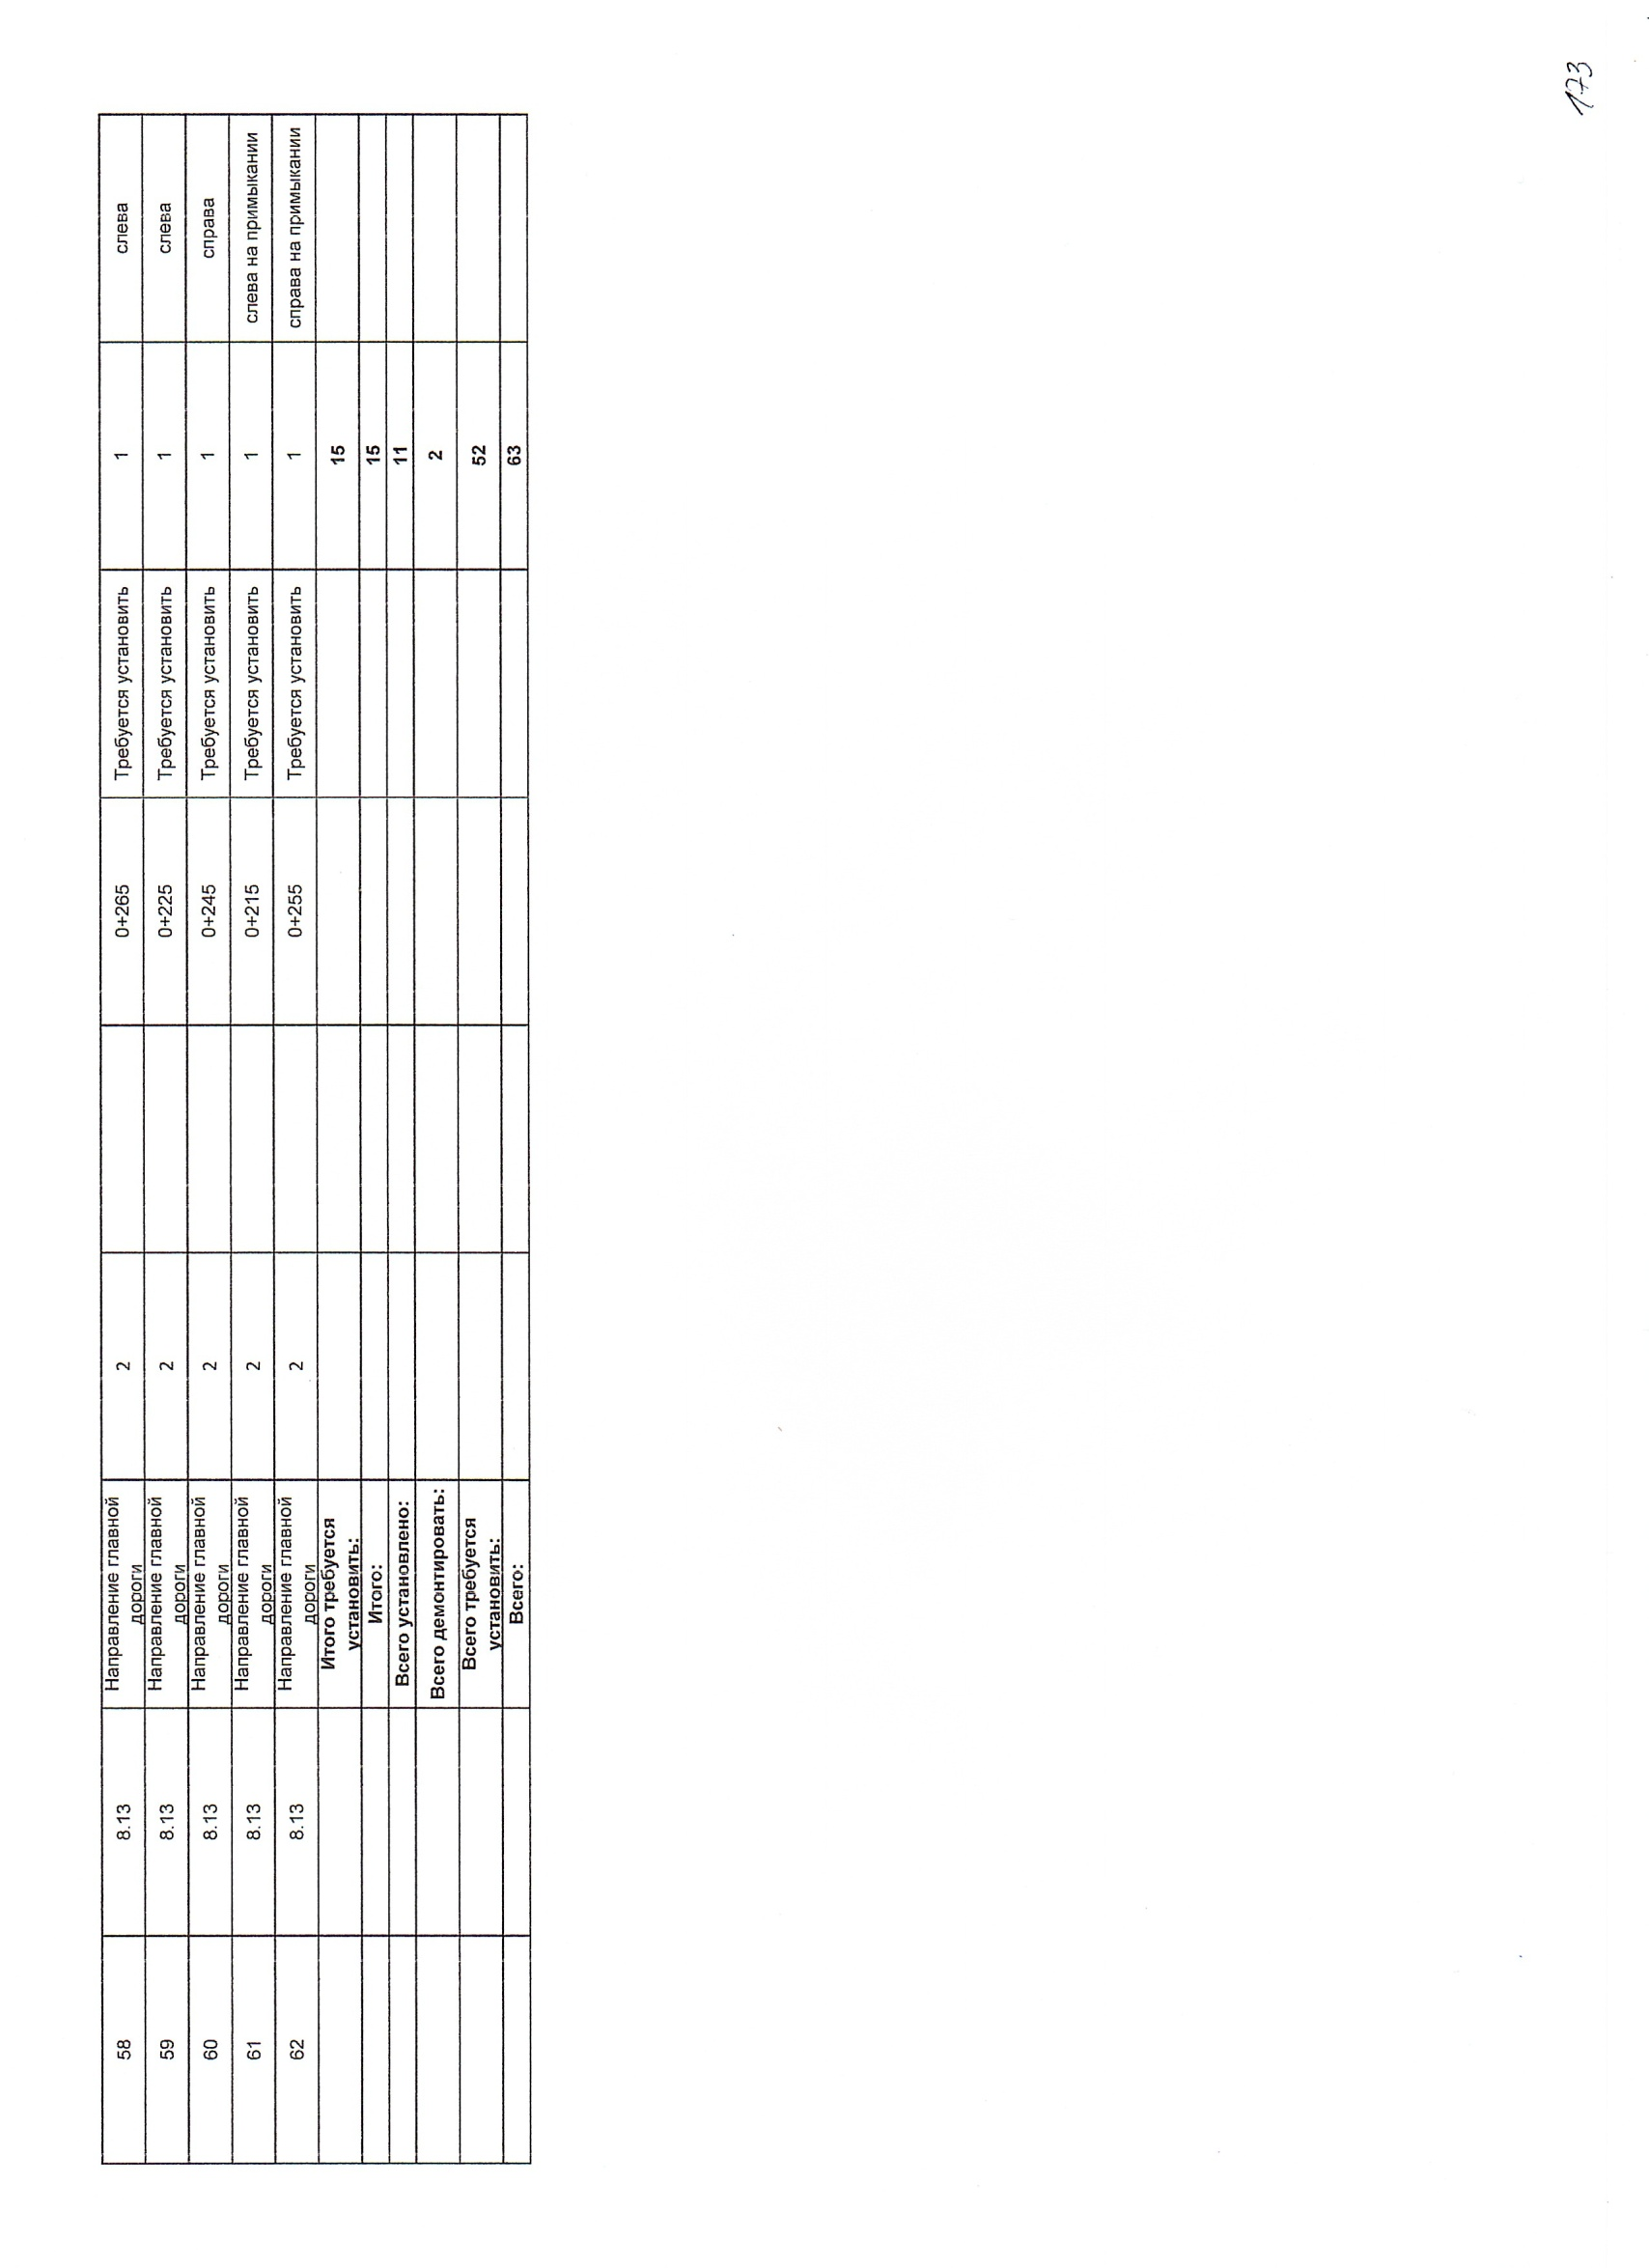 58 8.13 Направление главной дороги 2 0+265 Требуется установить 1 слева
59 8.13 Направление главной дороги 2 0+225 Требуется установить 1 слева
60 8.13 Направление главной дороги 2 0+245 Требуется установить 1 справа
61 8.13 Направление главной дороги 2 0+215 Требуется установить 1 слева на примыкании
62 8.13 Направление главной дороги 2 0+255 Требуется установить 1 справа на примыкании
Итого требуется установить: 15
Итого: 15
Всего установлено: 11
Всего демонтировать: 2
Всего требуется установить: 52
Всего: 63
173